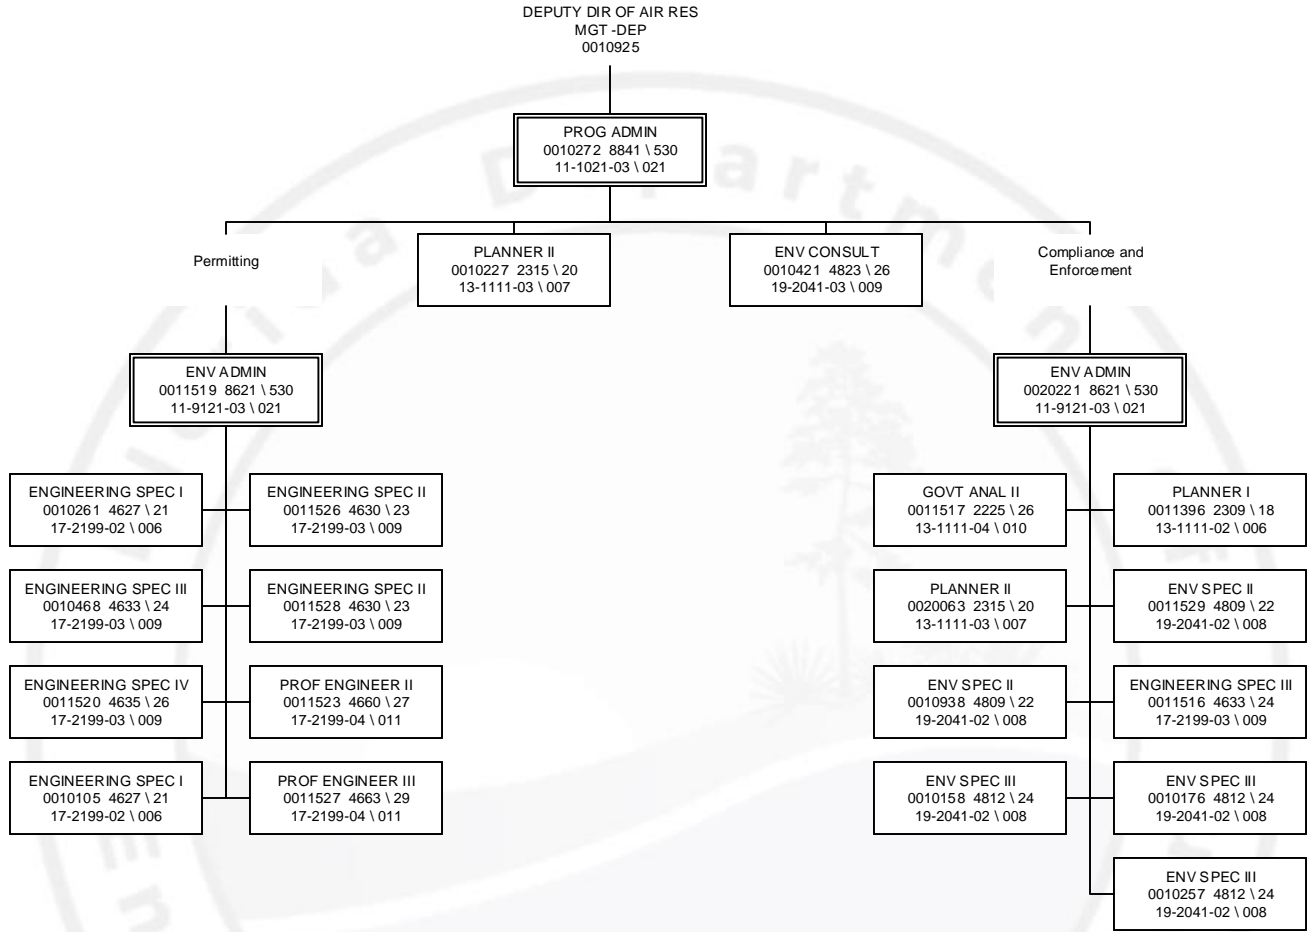 DEPUTY DIR OF AIR RES
MGT -DEP
0010925
PROG ADMIN
0010272 8841 \ 530
11-1021-03 \ 021
Permitting
PLANNER II
0010227 2315 \ 20
13-1111-03 \ 007
ENV CONSULT
0010421 4823 \ 26
19-2041-03 \ 009
Compliance and
Enforcement
ENV ADMIN
0011519 8621 \ 530
11-9121-03 \ 021
ENV ADMIN
0020221 8621 \ 530
11-9121-03 \ 021
ENGINEERING SPEC I
0010261 4627 \ 21
17-2199-02 \ 006
ENGINEERING SPEC II
0011526 4630 \ 23
17-2199-03 \ 009
GOVT ANAL II
0011517 2225 \ 26
13-1111-04 \ 010
PLANNER I
0011396 2309 \ 18
13-1111-02 \ 006
ENGINEERING SPEC III
0010468 4633 \ 24
17-2199-03 \ 009
ENGINEERING SPEC II
0011528 4630 \ 23
17-2199-03 \ 009
PLANNER II
0020063 2315 \ 20
13-1111-03 \ 007
ENV SPEC II
0011529 4809 \ 22
19-2041-02 \ 008
ENGINEERING SPEC IV
0011520 4635 \ 26
17-2199-03 \ 009
PROF ENGINEER II
0011523 4660 \ 27
17-2199-04 \ 011
ENV SPEC II
0010938 4809 \ 22
19-2041-02 \ 008
ENGINEERING SPEC III
0011516 4633 \ 24
17-2199-03 \ 009
ENGINEERING SPEC I
0010105 4627 \ 21
17-2199-02 \ 006
PROF ENGINEER III
0011527 4663 \ 29
17-2199-04 \ 011
ENV SPEC III
0010158 4812 \ 24
19-2041-02 \ 008
ENV SPEC III
0010176 4812 \ 24
19-2041-02 \ 008
ENV SPEC III
0010257 4812 \ 24
19-2041-02 \ 008